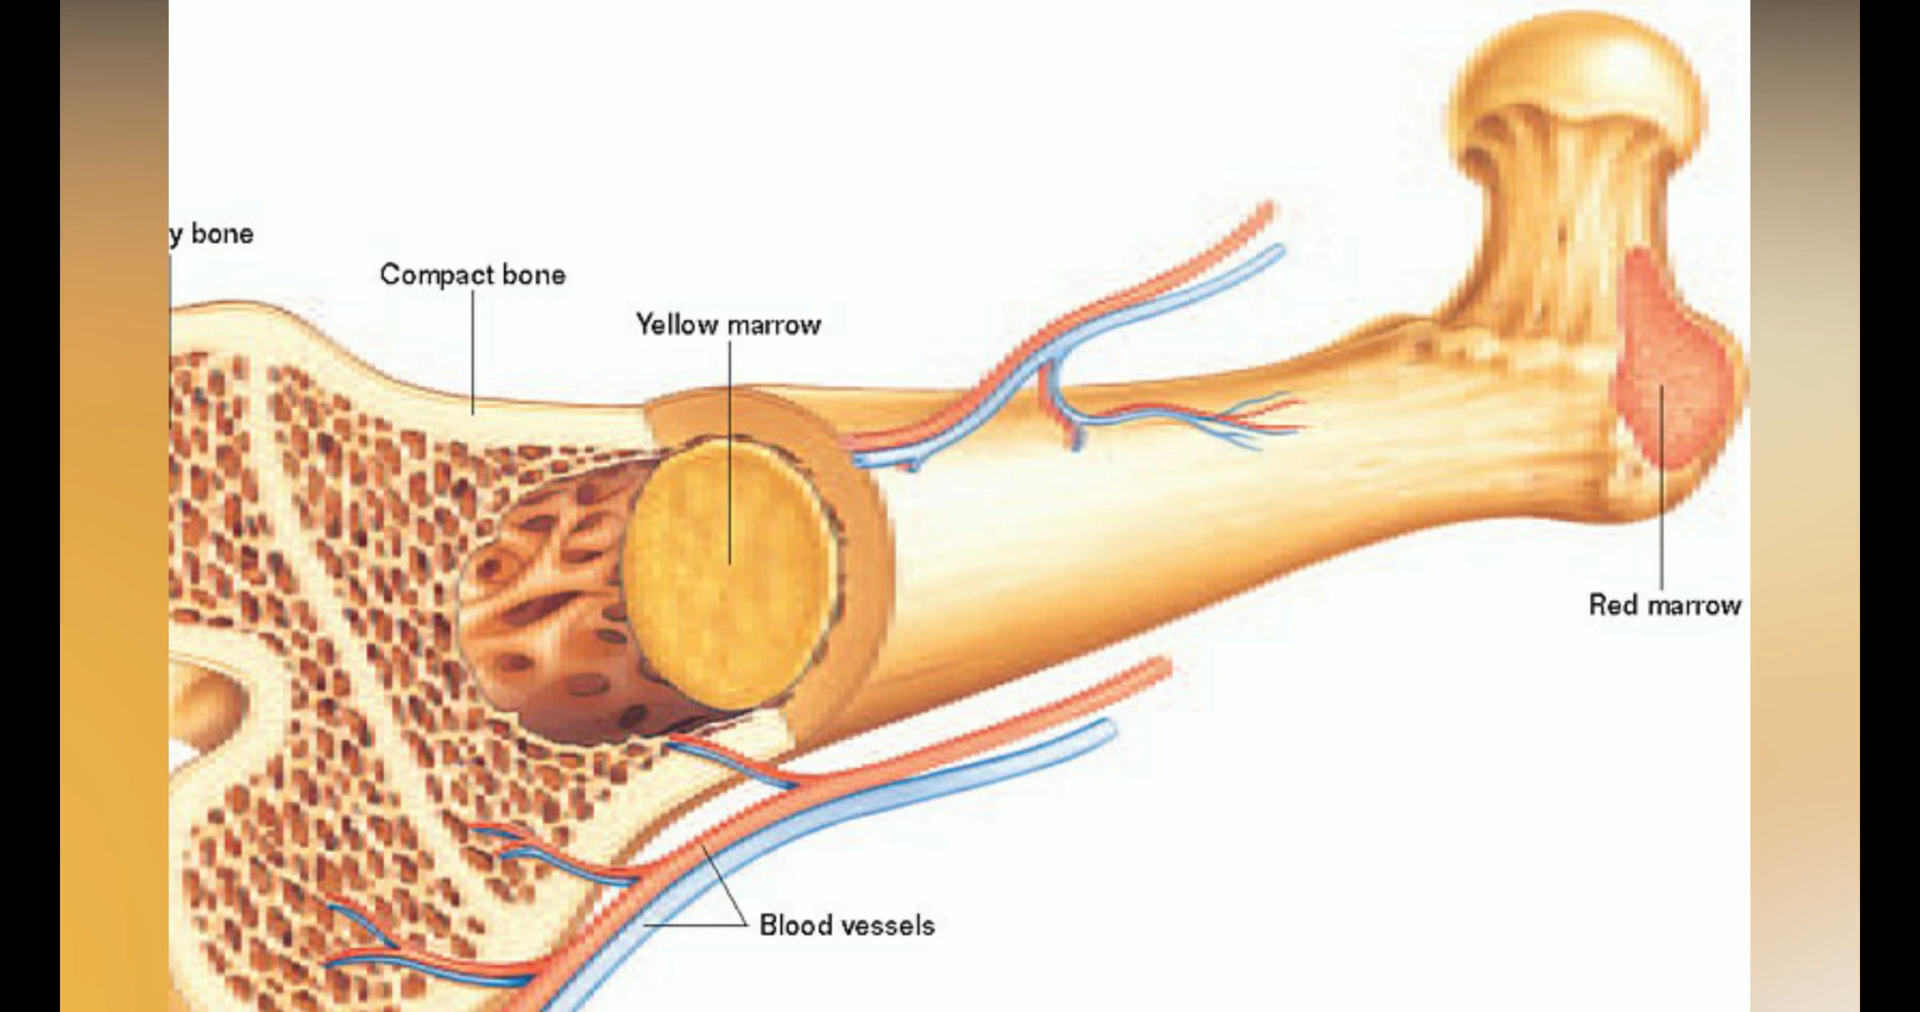 y bone
Compact bone
Yellow marrow
Red marrow
Blood vessels